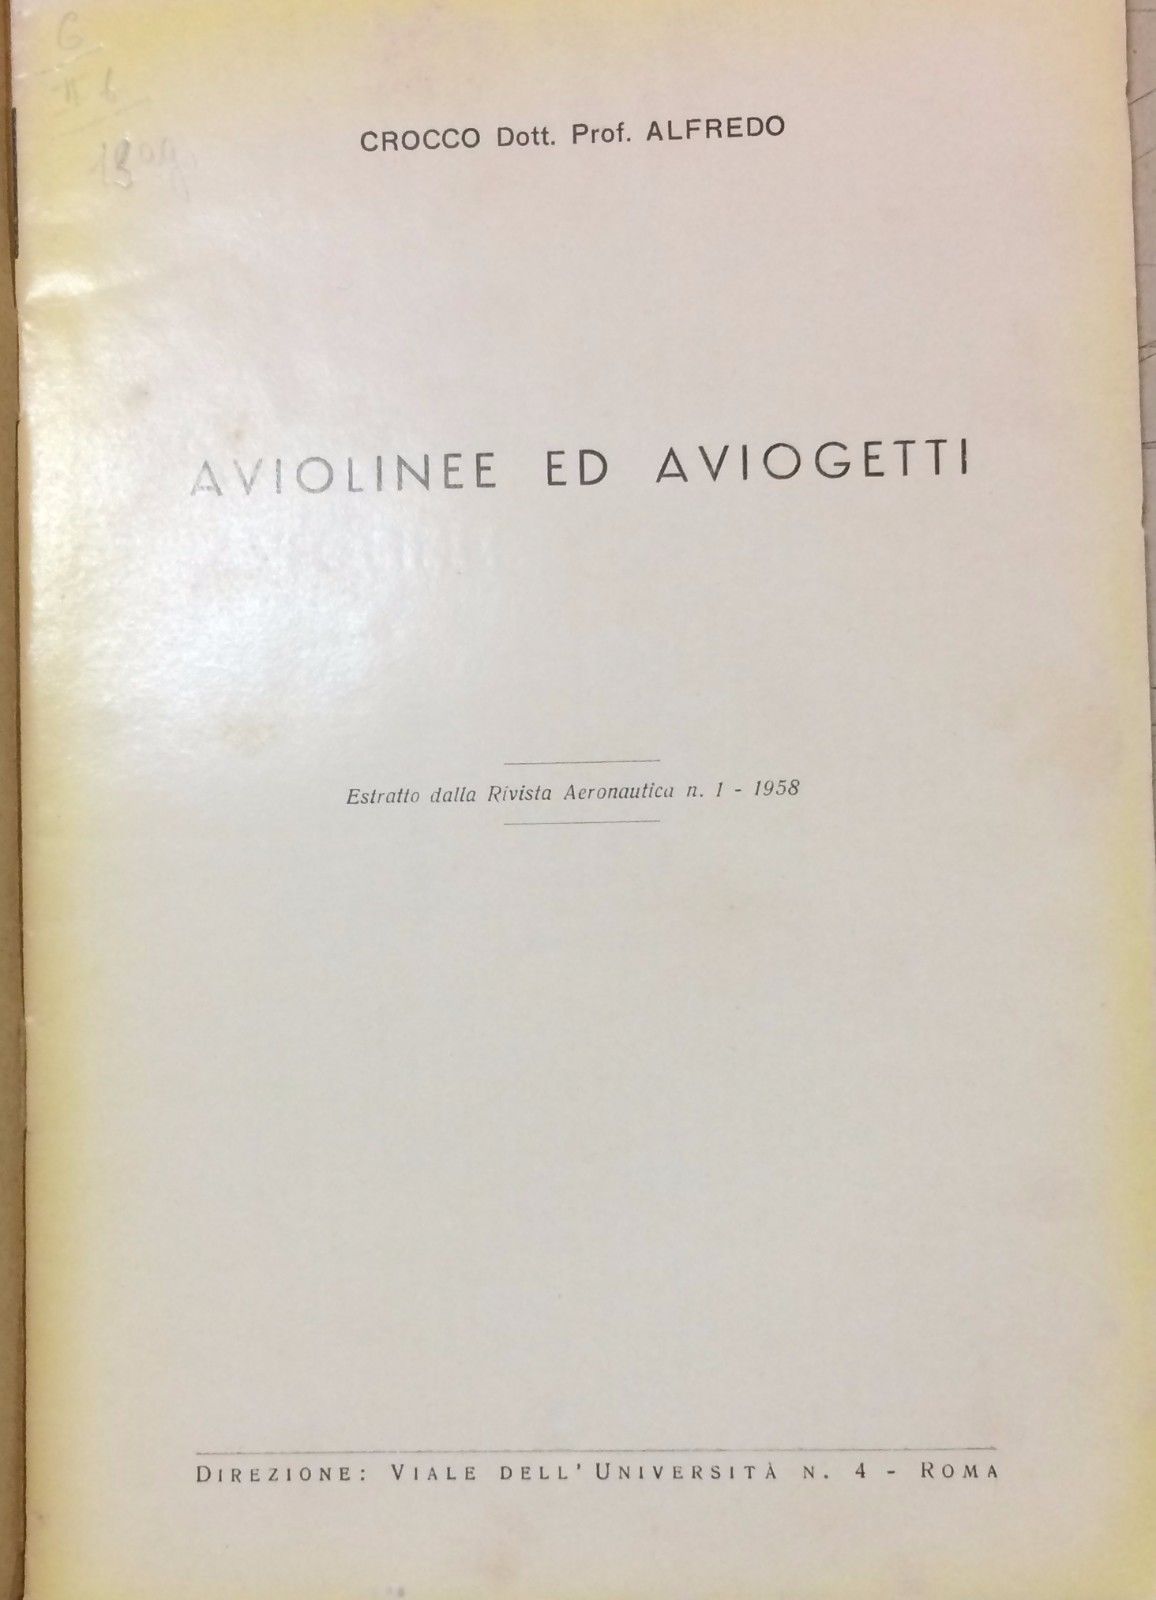 CROCCO Dott. Prof. ALFREDO
AVIOLINEE ED AVIOGETTI
Estratto dalla Rivista Aeronautica n. 1 - 1958
DIREZIONE: VIALE DELL' UNIVERSITÀ N. 4 - ROMA